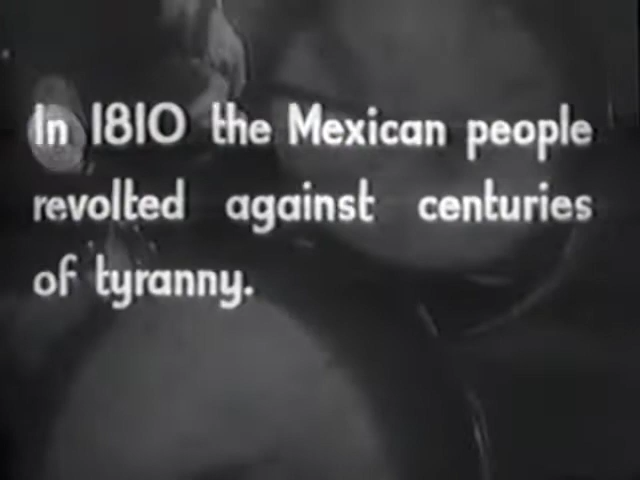 In 1810 the Mexican people
revolted against centuries
of tyranny.